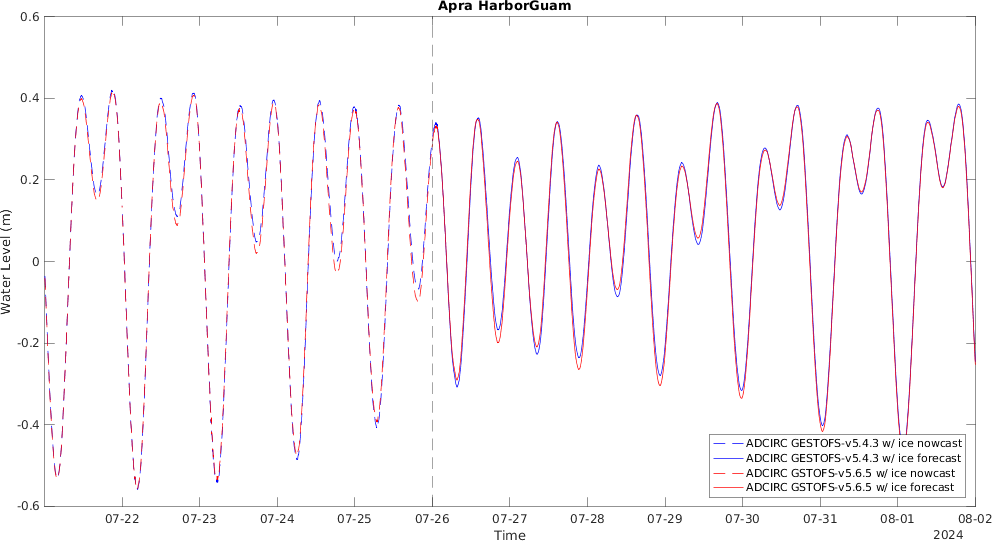 Apra HarborGuam
0.6
0.4
0.2
0
-0.2
-0.4
-0.6
Water Level (m)
07-22
07-23
07-24
07-25
07-26
07-27
07-28
07-29
07-30
07-31
08-01
08-02
Time
2024
ADCIRC GESTOFS-v5.4.3 w/ ice nowcast
ADCIRC GESTOFS-v5.4.3 w/ ice forecast
ADCIRC GSTOFS-v5.6.5 w/ ice nowcast
ADCIRC GSTOFS-v5.6.5 w/ ice forecast